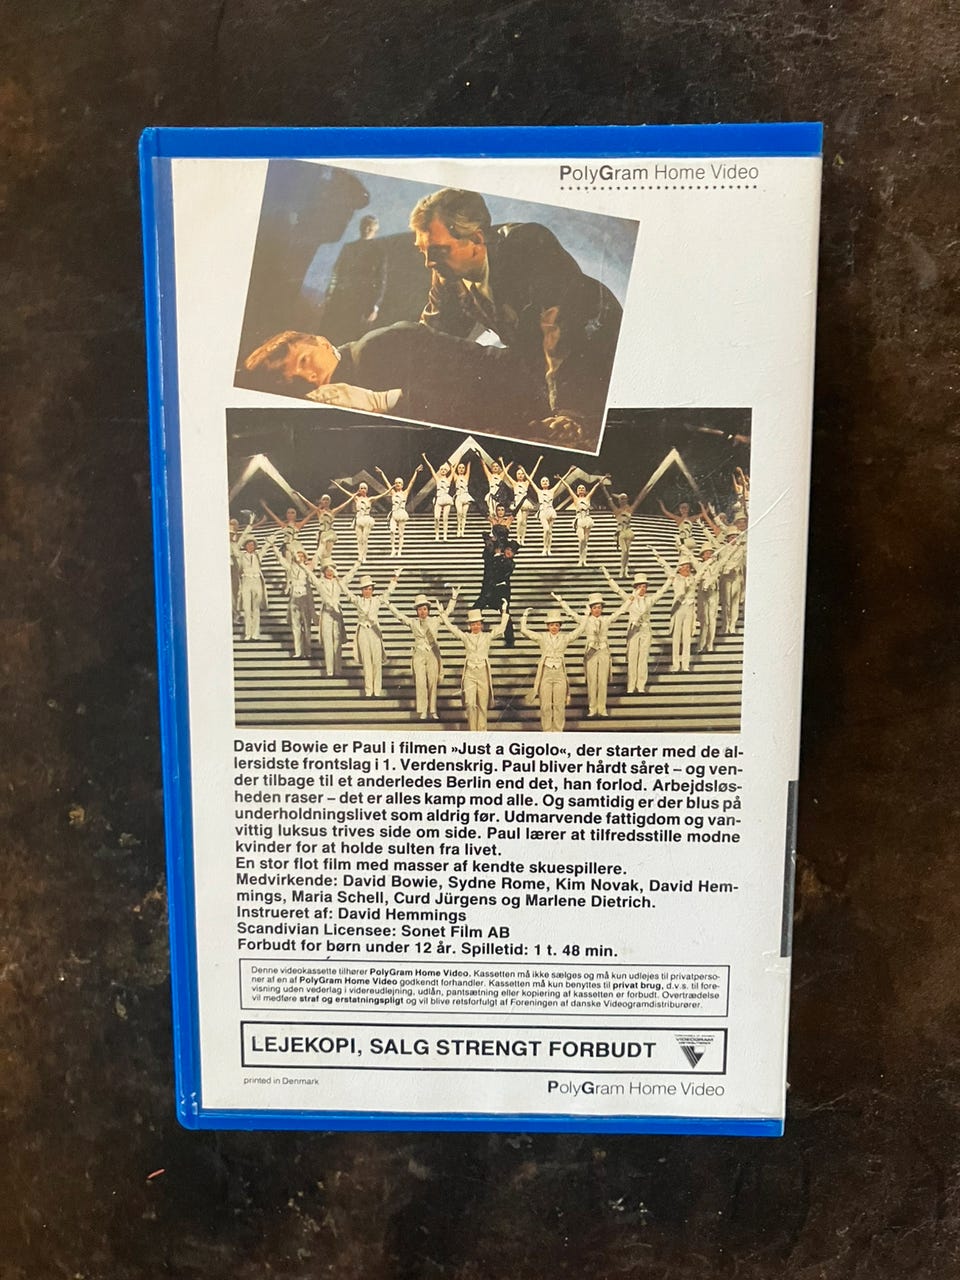 PolyGram Home Video
David Bowie er Paul i filmen »Just a Gigolo«, der starter med de al-
lersidste frontslag i 1. Verdenskrig. Paul bliver hårdt såret – og ven-
der tilbage til et anderledes Berlin end det, han forlod. Arbejdsløs-
heden raser – det er alles kamp mod alle. Og samtidig er der blus på
underholdningslivet som aldrig før. Udmarvende fattigdom og van-
vittig luksus trives side om side. Paul lærer at tilfredsstille modne
kvinder for at holde sulten fra livet.
En stor flot film med masser af kendte skuespillere.
Medvirkende: David Bowie, Sydne Rome, Kim Novak, David Hem-
mings, Maria Schell, Curd Jürgens og Marlene Dietrich.
Instrueret af: David Hemmings
Scandivian Licensee: Sonet Film AB
Forbudt for børn under 12 år. Spilletid: 1 t. 48 min.
Denne videokassette tilhører PolyGram Home Video. Kassetten må ikke sælges og må kun udlejes til privatperso-
ner af en af PolyGram Home Video godkendt forhandler. Kassetten må kun benyttes til privat brug, d.v.s. til fore-
visning uden vederlag i videreudlejning, udlån, pantsætning eller kopiering af kassetten er forbudt. Overtrædelse
vil medføre straf og erstatningspligt og vil blive retsforfulgt af Foreningen af danske Videogramdistributører.
LEJEKOPI, SALG STRENGT FORBUDT
VIDEOGRAM
printed in Denmark
PolyGram Home Video